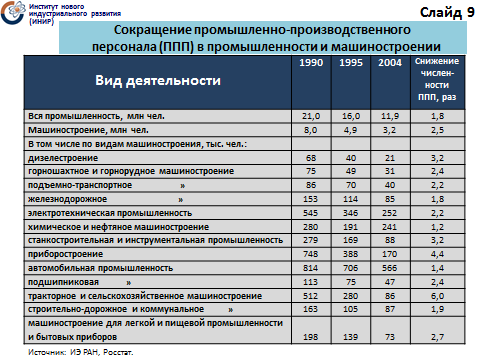 Институт нового
индустриального развития
(ИНИР)
Слайд 9
Сокращение промышленно-производственного
персонала (ППП) в промышленности и машиностроении
Вид деятельности 1990 1995 2004 Снижение числен-ности ППП, раз
Вся промышленность, млн чел. 21,0 16,0 11,9 1,8
Машиностроение, млн чел. 8,0 4,9 3,2 2,5
В том числе по видам машиностроения, тыс. чел.:
дизелестроение 68 40 21 3,2
горношахтное и горнорудное машиностроение 75 49 31 2,4
подъемно-транспортное » 86 70 40 2,2
железнодорожное » 153 114 85 1,8
электротехническая промышленность 545 346 252 2,2
химическое и нефтяное машиностроение 280 191 241 1,2
станкостроительная и инструментальная промышленность 279 169 88 3,2
приборостроение 748 388 170 4,4
автомобильная промышленность 814 706 566 1,4
подшипниковая » 113 75 47 2,4
тракторное и сельскохозяйственное машиностроение 512 280 86 6,0
строительно-дорожное и коммунальное » 163 105 87 1,9
машиностроение для легкой и пищевой промышленности
и бытовых приборов 198 139 73 2,7
Источник: ИЭ РАН, Росстат.